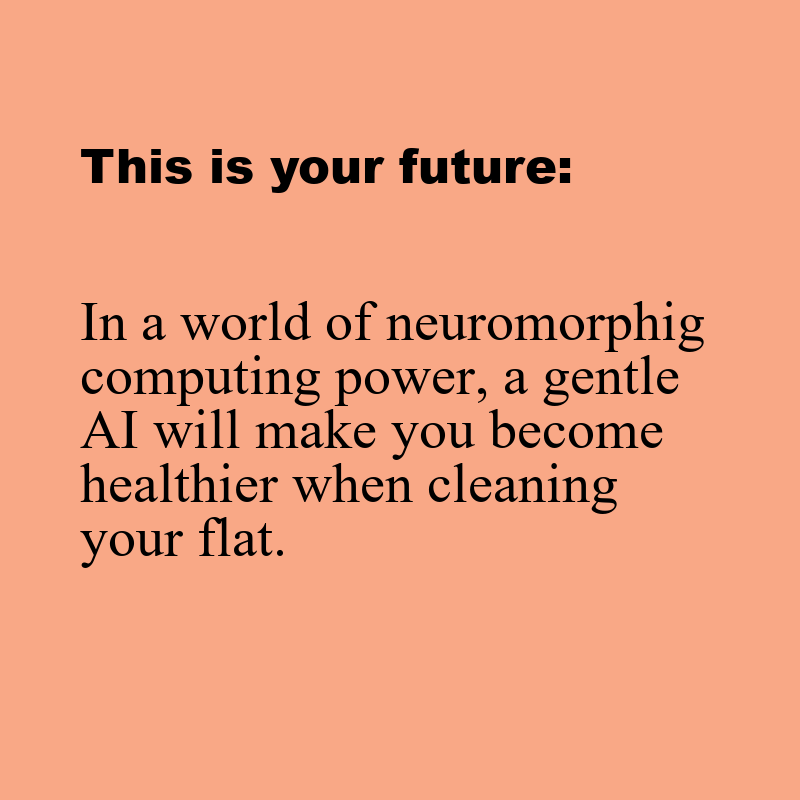 This is your future:
In a world of neuromorphig
computing power, a gentle
AI will make you become
healthier when cleaning
your flat.